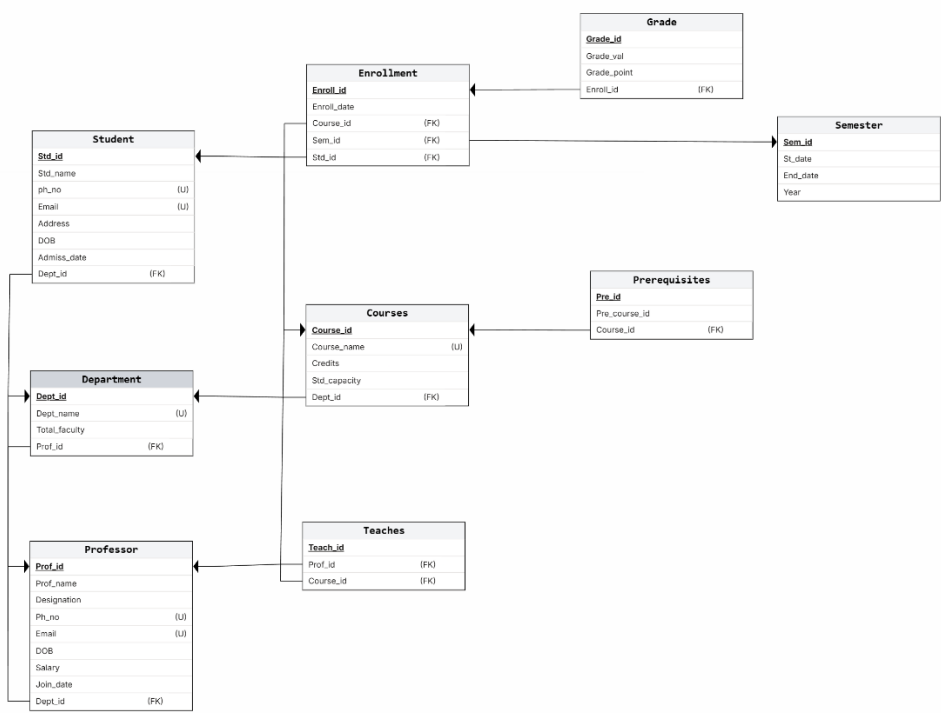 Grade
Grade_id
Grade_val
Grade_point
Enroll_id (FK)
Enrollment
Enroll_id
Enroll_date
Course_id (FK)
Sem_id (FK)
Std_id (FK)
Semester
Sem_id
St_date
End_date
Year
Student
Std_id
Std_name
ph_no (U)
Email (U)
Address
DOB
Admiss_date
Dept_id (FK)
Prerequisites
Pre_id
Pre_course_id
Course_id (FK)
Courses
Course_id
Course_name (U)
Credits
Std_capacity
Dept_id (FK)
Department
Dept_id
Dept_name (U)
Total_faculty
Prof_id (FK)
Teaches
Teach_id
Prof_id (FK)
Course_id (FK)
Professor
Prof_id
Prof_name
Designation
Ph_no (U)
Email (U)
DOB
Salary
Join_date
Dept_id (FK)